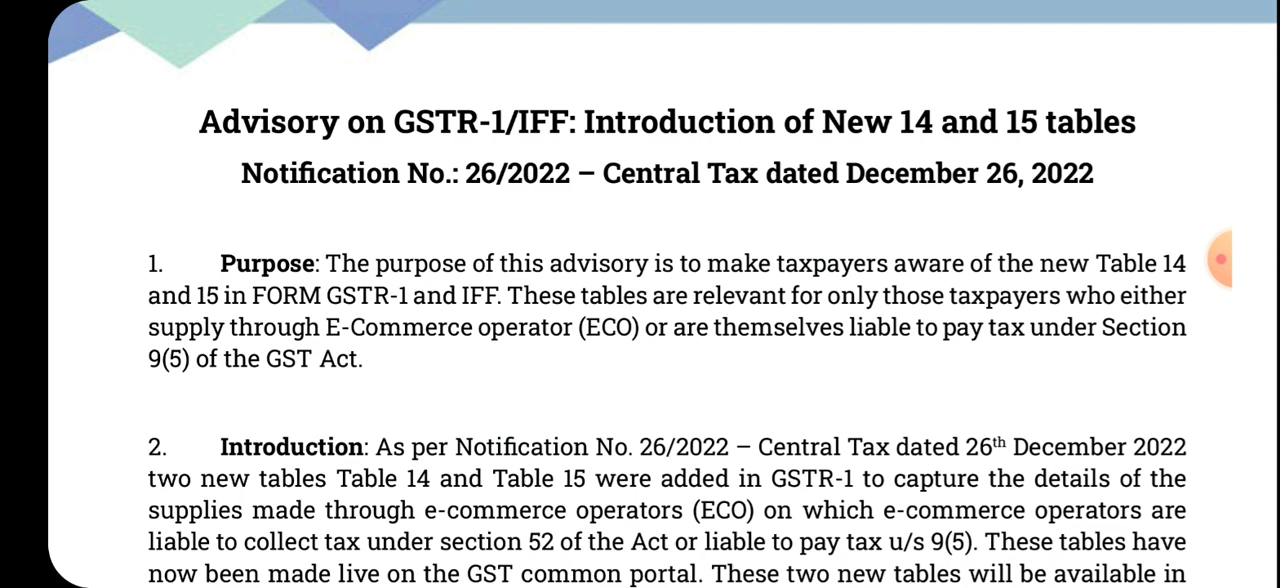 Advisory on GSTR-1/IFF: Introduction of New 14 and 15 tables
Notification No.: 26/2022 – Central Tax dated December 26, 2022
1. Purpose: The purpose of this advisory is to make taxpayers aware of the new Table 14
and 15 in FORM GSTR-1 and IFF. These tables are relevant for only those taxpayers who either
supply through E-Commerce operator (ECO) or are themselves liable to pay tax under Section
9(5) of the GST Act.
2. Introduction: As per Notification No. 26/2022 – Central Tax dated 26th December 2022
two new tables Table 14 and Table 15 were added in GSTR-1 to capture the details of the
supplies made through e-commerce operators (ECO) on which e-commerce operators are
liable to collect tax under section 52 of the Act or liable to pay tax u/s 9(5). These tables have
now been made live on the GST common portal. These two new tables will be available in